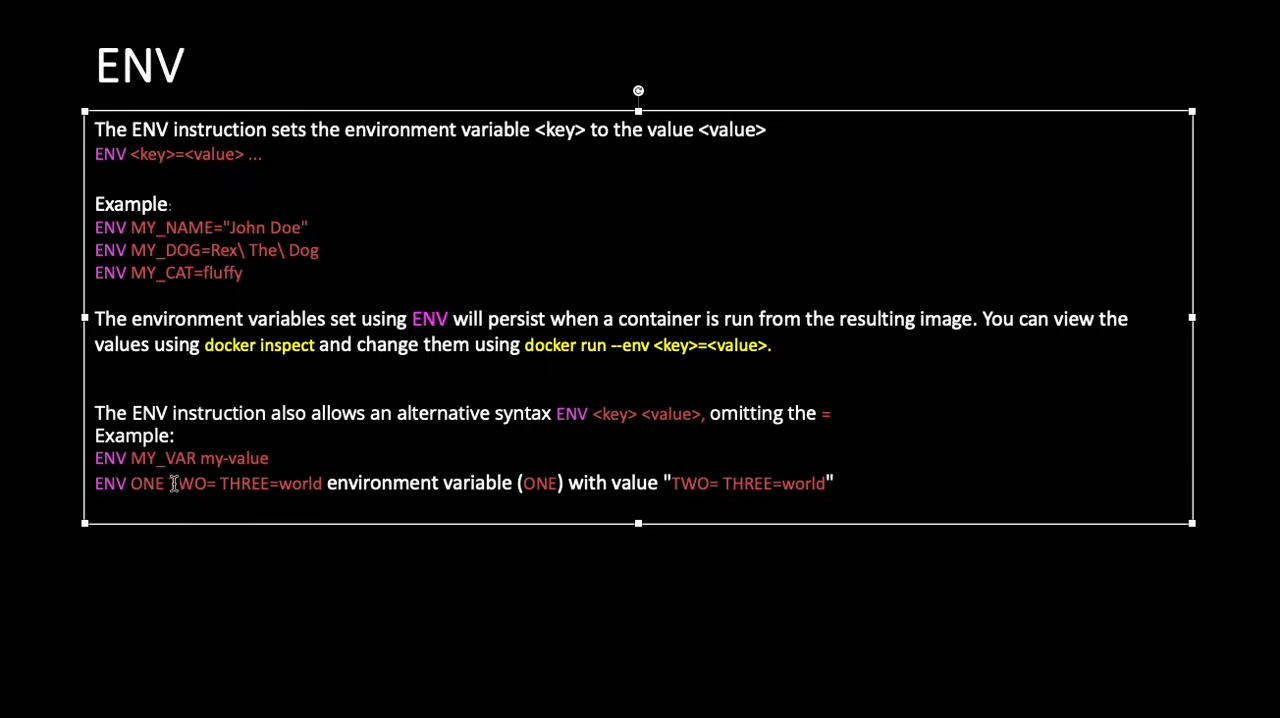 ENV
The ENV instruction sets the environment variable <key> to the value <value>
ENV <key>=<value> ...
Example:
ENV MY_NAME="John Doe"
ENV MY_DOG=Rex\ The\ Dog
ENV MY_CAT=fluffy
The environment variables set using ENV will persist when a container is run from the resulting image. You can view the
values using docker inspect and change them using docker run --env <key>=<value>.
The ENV instruction also allows an alternative syntax ENV <key> <value>, omitting the =
Example:
ENV MY_VAR my-value
ENV ONE TWO= THREE=world environment variable (ONE) with value "TWO= THREE=world"